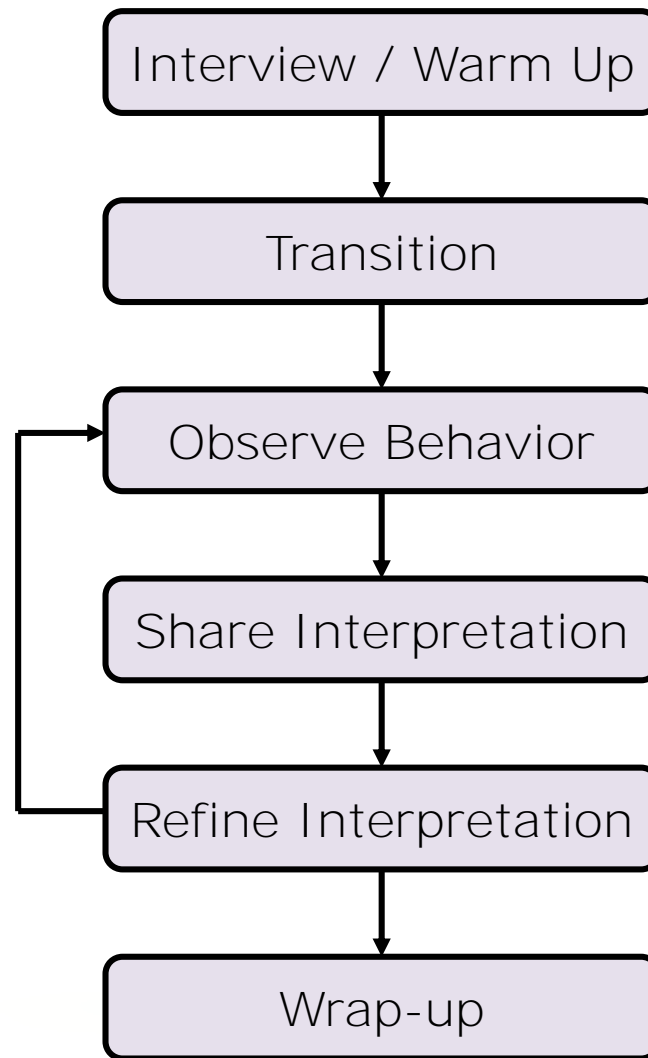 Interview / Warm Up
Transition
Observe Behavior
Share Interpretation
Refine Interpretation
Wrap-up